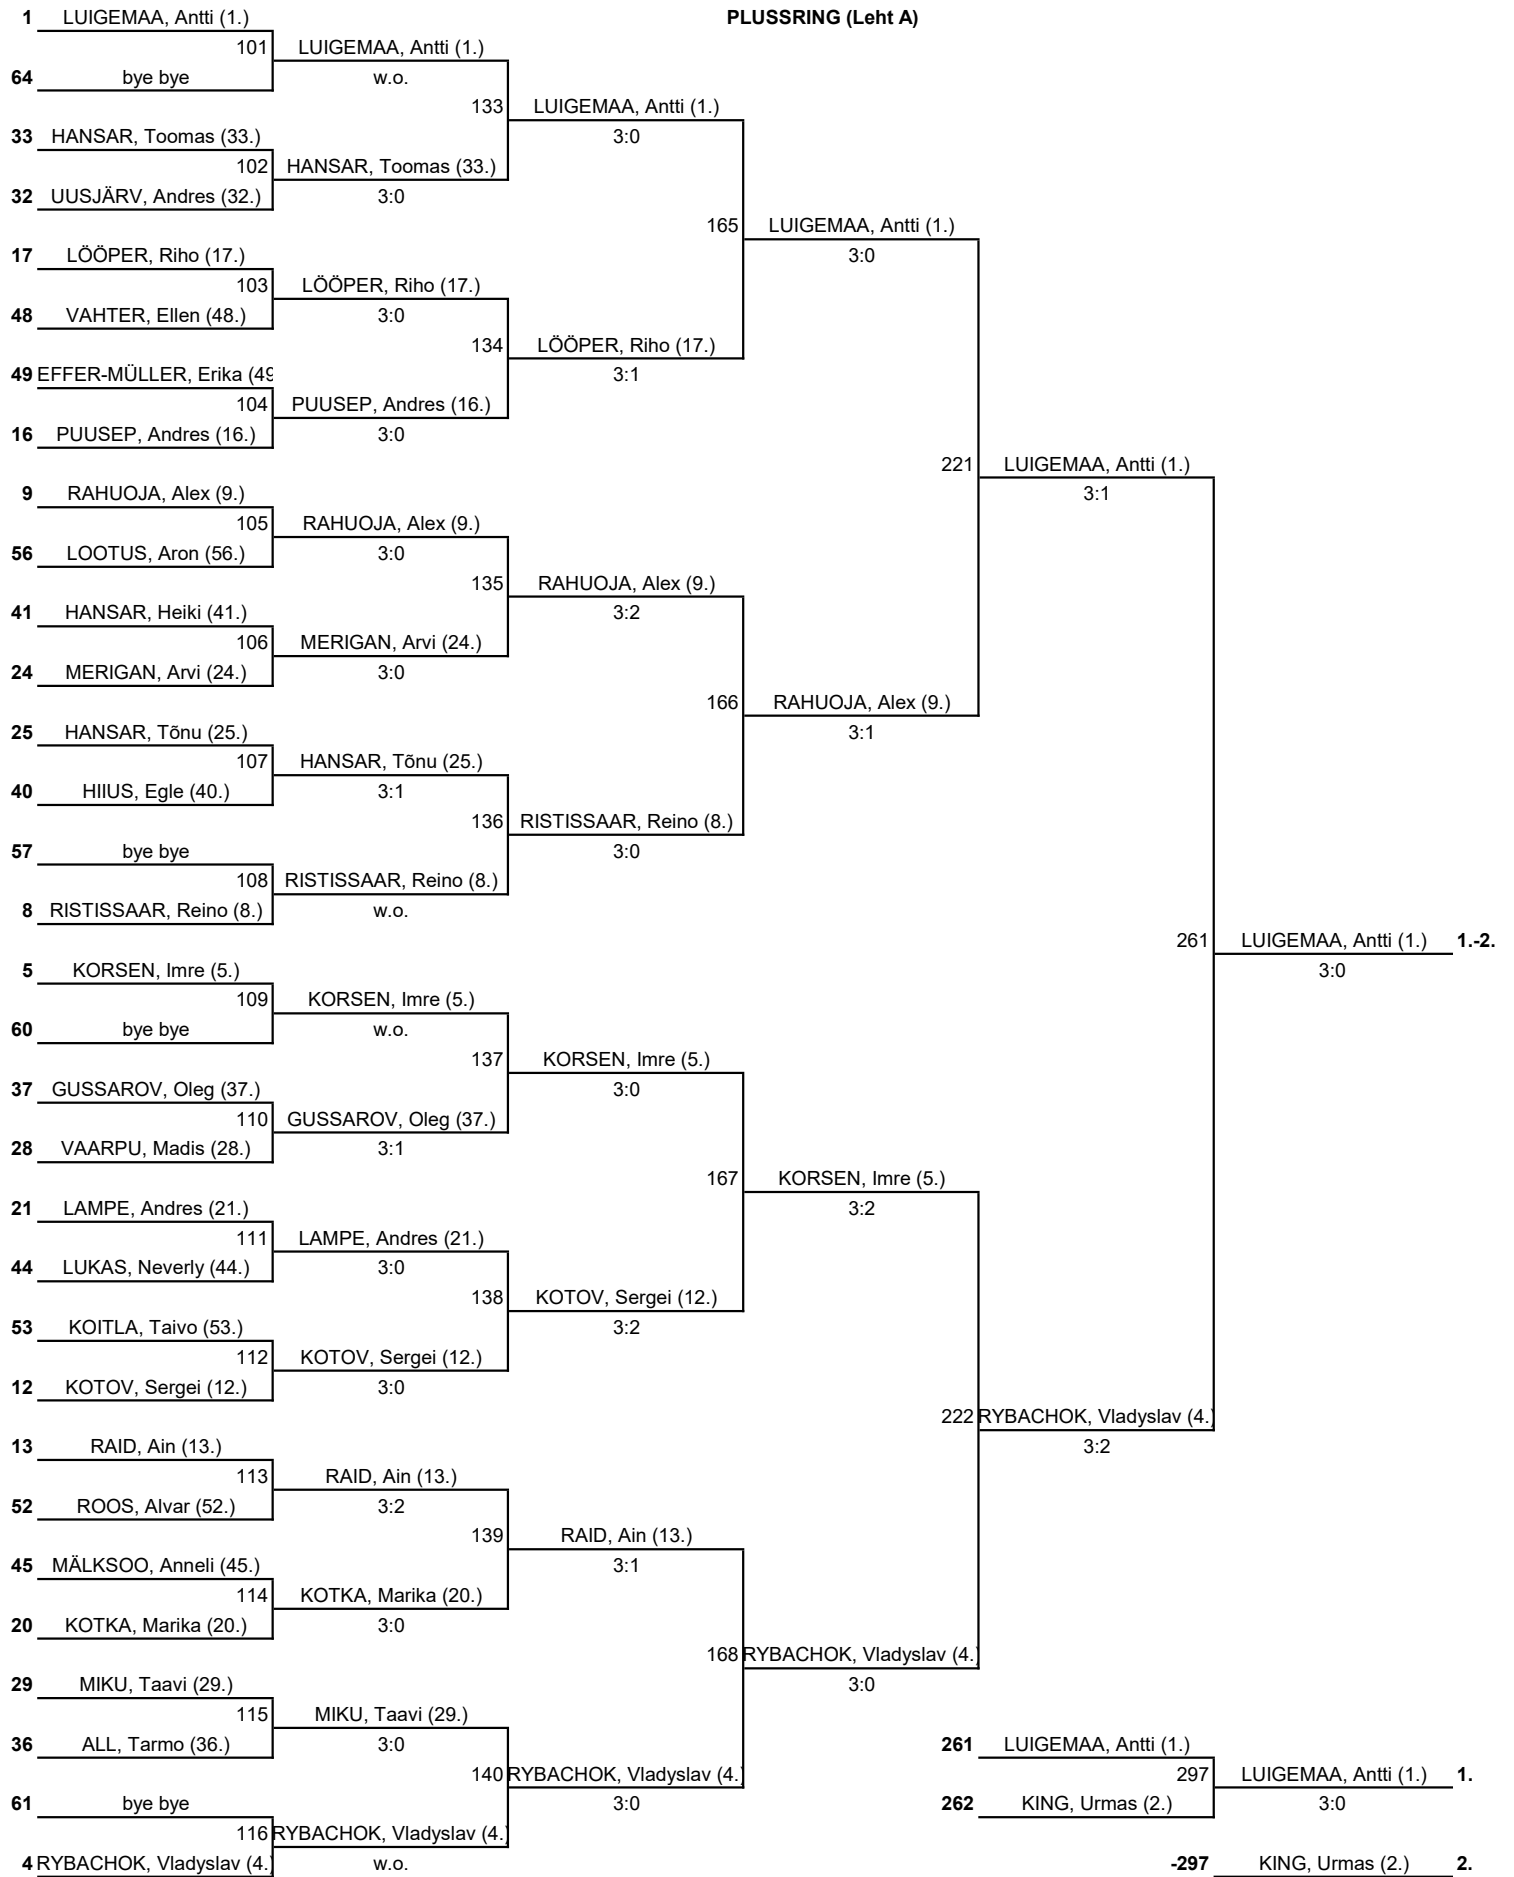 PLUSSRING (Leht A)
1 LUIGEMAA, Antti (1.)
101 LUIGEMAA, Antti (1.)
64 bye bye w.o.
133 LUIGEMAA, Antti (1.)
33 HANSAR, Toomas (33.) 3:0
102 HANSAR, Toomas (33.)
32 UUSJÄRV, Andres (32.) 3:0
165 LUIGEMAA, Antti (1.)
17 LÖÖPER, Riho (17.) 3:0
103 LÖÖPER, Riho (17.)
48 VAHTER, Ellen (48.) 3:0
134 LÖÖPER, Riho (17.)
49 EFFER-MÜLLER, Erika (49 3:1
104 PUUSEP, Andres (16.)
16 PUUSEP, Andres (16.) 3:0
221 LUIGEMAA, Antti (1.)
9 RAHUOJA, Alex (9.) 3:1
105 RAHUOJA, Alex (9.)
56 LOOTUS, Aron (56.) 3:0
135 RAHUOJA, Alex (9.)
41 HANSAR, Heiki (41.) 3:2
106 MERIGAN, Arvi (24.)
24 MERIGAN, Arvi (24.) 3:0
166 RAHUOJA, Alex (9.)
25 HANSAR, Tõnu (25.) 3:1
107 HANSAR, Tõnu (25.)
40 HIIUS, Egle (40.) 3:1
136 RISTISSAAR, Reino (8.)
57 bye bye 3:0
108 RISTISSAAR, Reino (8.)
8 RISTISSAAR, Reino (8.) w.o.
261 LUIGEMAA, Antti (1.) 1.-2.
5 KORSEN, Imre (5.) 3:0
109 KORSEN, Imre (5.)
60 bye bye w.o.
137 KORSEN, Imre (5.)
37 GUSSAROV, Oleg (37.) 3:0
110 GUSSAROV, Oleg (37.)
28 VAARPU, Madis (28.) 3:1
167 KORSEN, Imre (5.)
21 LAMPE, Andres (21.) 3:2
111 LAMPE, Andres (21.)
44 LUKAS, Neverly (44.) 3:0
138 KOTOV, Sergei (12.)
53 KOITLA, Taivo (53.) 3:2
112 KOTOV, Sergei (12.)
12 KOTOV, Sergei (12.) 3:0
222 RYBACHOK, Vladyslav (4.)
13 RAID, Ain (13.) 3:2
113 RAID, Ain (13.)
52 ROOS, Alvar (52.) 3:2
139 RAID, Ain (13.)
45 MÄLKSOO, Anneli (45.) 3:1
114 KOTKA, Marika (20.)
20 KOTKA, Marika (20.) 3:0
168 RYBACHOK, Vladyslav (4.)
29 MIKU, Taavi (29.) 3:0
115 MIKU, Taavi (29.)
36 ALL, Tarmo (36.) 3:0 261 LUIGEMAA, Antti (1.)
140 RYBACHOK, Vladyslav (4.) 297 LUIGEMAA, Antti (1.) 1.
61 bye bye 3:0 262 KING, Urmas (2.) 3:0
116 RYBACHOK, Vladyslav (4.)
4 RYBACHOK, Vladyslav (4.) w.o. -297 KING, Urmas (2.) 2.